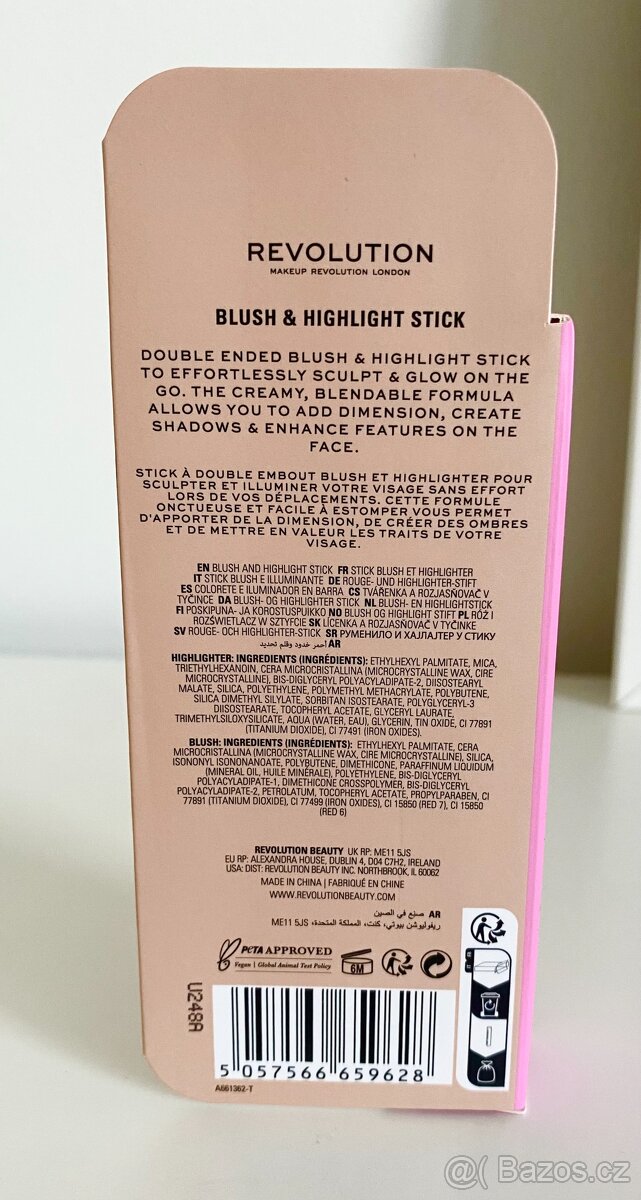 REVOLUTION
MAKEUP REVOLUTION LONDON
BLUSH & HIGHLIGHT STICK
DOUBLE ENDED BLUSH & HIGHLIGHT STICK
TO EFFORTLESSLY SCULPT & GLOW ON THE
GO. THE CREAMY, BLENDABLE FORMULA
ALLOWS YOU TO ADD DIMENSION, CREATE
SHADOWS & ENHANCE FEATURES ON THE
FACE.
STICK À DOUBLE EMBOUT BLUSH ET HIGHLIGHTER POUR
SCULPTER ET ILLUMINER VOTRE VISAGE SANS EFFORT
LORS DE VOS DÉPLACEMENTS. CETTE FORMULE
ONCTUEUSE ET FACILE À ESTOMPER VOUS PERMET
D'APPORTER DE LA DIMENSION, DE CRÉER DES OMBRES
ET DE METTRE EN VALEUR LES TRAITS DE VOTRE
VISAGE.
EN BLUSH AND HIGHLIGHT STICK FR STICK BLUSH ET HIGHLIGHTER
IT STICK BLUSH E ILLUMINANTE DE ROUGE- UND HIGHLIGHTER-STIFT
ES COLORETE E ILUMINADOR EN BARRA CS TVÁŘENKA A ROZJASŇOVAČ V
TYČINCE DA BLUSH- OG HIGHLIGHTER STICK NL BLUSH- EN HIGHLIGHTSTICK
FI POSKIPUNA- JA KOROSTUSPUIKKO NO BLUSH OG HIGHLIGHT STIFT PL RÓŻ I
ROZŚWIETLACZ W SZTYFCIE SK LÍCENKA A ROZJASŇOVAČ V TYČINKE
SV ROUGE- OCH HIGHLIGHTER-STICK SR РУМЕНИЛО И ХАЈЛАЈТЕР У СТИКУ
AR أحمر خدود وقلم تحديد
HIGHLIGHTER: INGREDIENTS (INGRÉDIENTS): ETHYLHEXYL PALMITATE, MICA,
TRIETHYLHEXANOIN, CERA MICROCRISTALLINA (MICROCRYSTALLINE WAX, CIRE
MICROCRYSTALLINE), BIS-DIGLYCERYL POLYACYLADIPATE-2, DIISOSTEARYL
MALATE, SILICA, POLYETHYLENE, POLYMETHYL METHACRYLATE, POLYBUTENE,
SILICA DIMETHYL SILYLATE, SORBITAN ISOSTEARATE, POLYGLYCERYL-3
DIISOSTEARATE, TOCOPHERYL ACETATE, GLYCERYL LAURATE,
TRIMETHYLSILOXYSILICATE, AQUA (WATER, EAU), GLYCERIN, TIN OXIDE, CI 77891
(TITANIUM DIOXIDE), CI 77491 (IRON OXIDES).
BLUSH: INGREDIENTS (INGRÉDIENTS): ETHYLHEXYL PALMITATE, CERA
MICROCRISTALLINA (MICROCRYSTALLINE WAX, CIRE MICROCRYSTALLINE), SILICA,
ISONONYL ISONONANOATE, POLYBUTENE, DIMETHICONE, PARAFFINUM LIQUIDUM
(MINERAL OIL, HUILE MINÉRALE), POLYETHYLENE, BIS-DIGLYCERYL
POLYACYLADIPATE-1, DIMETHICONE CROSSPOLYMER, BIS-DIGLYCERYL
POLYACYLADIPATE-2, PETROLATUM, TOCOPHERYL ACETATE, PROPYLPARABEN, CI
77891 (TITANIUM DIOXIDE), CI 77499 (IRON OXIDES), CI 15850 (RED 7), CI 15850
(RED 6)
REVOLUTION BEAUTY UK RP: ME11 5JS
EU RP: ALEXANDRA HOUSE, DUBLIN 4, D04 C7H2, IRELAND
USA: DIST: REVOLUTION BEAUTY INC. NORTHBROOK, IL 60062
MADE IN CHINA | FABRIQUÉ EN CHINE
WWW.REVOLUTIONBEAUTY.COM
AR صنع في الصين
ريفوليوشن بيوتي، كنت، المملكة المتحدة، ME11 5JS
PETA APPROVED
Vegan | Global Animal Test Policy
6M
U248A
5 057566 659628
A661362-T
@( Bazos.cz